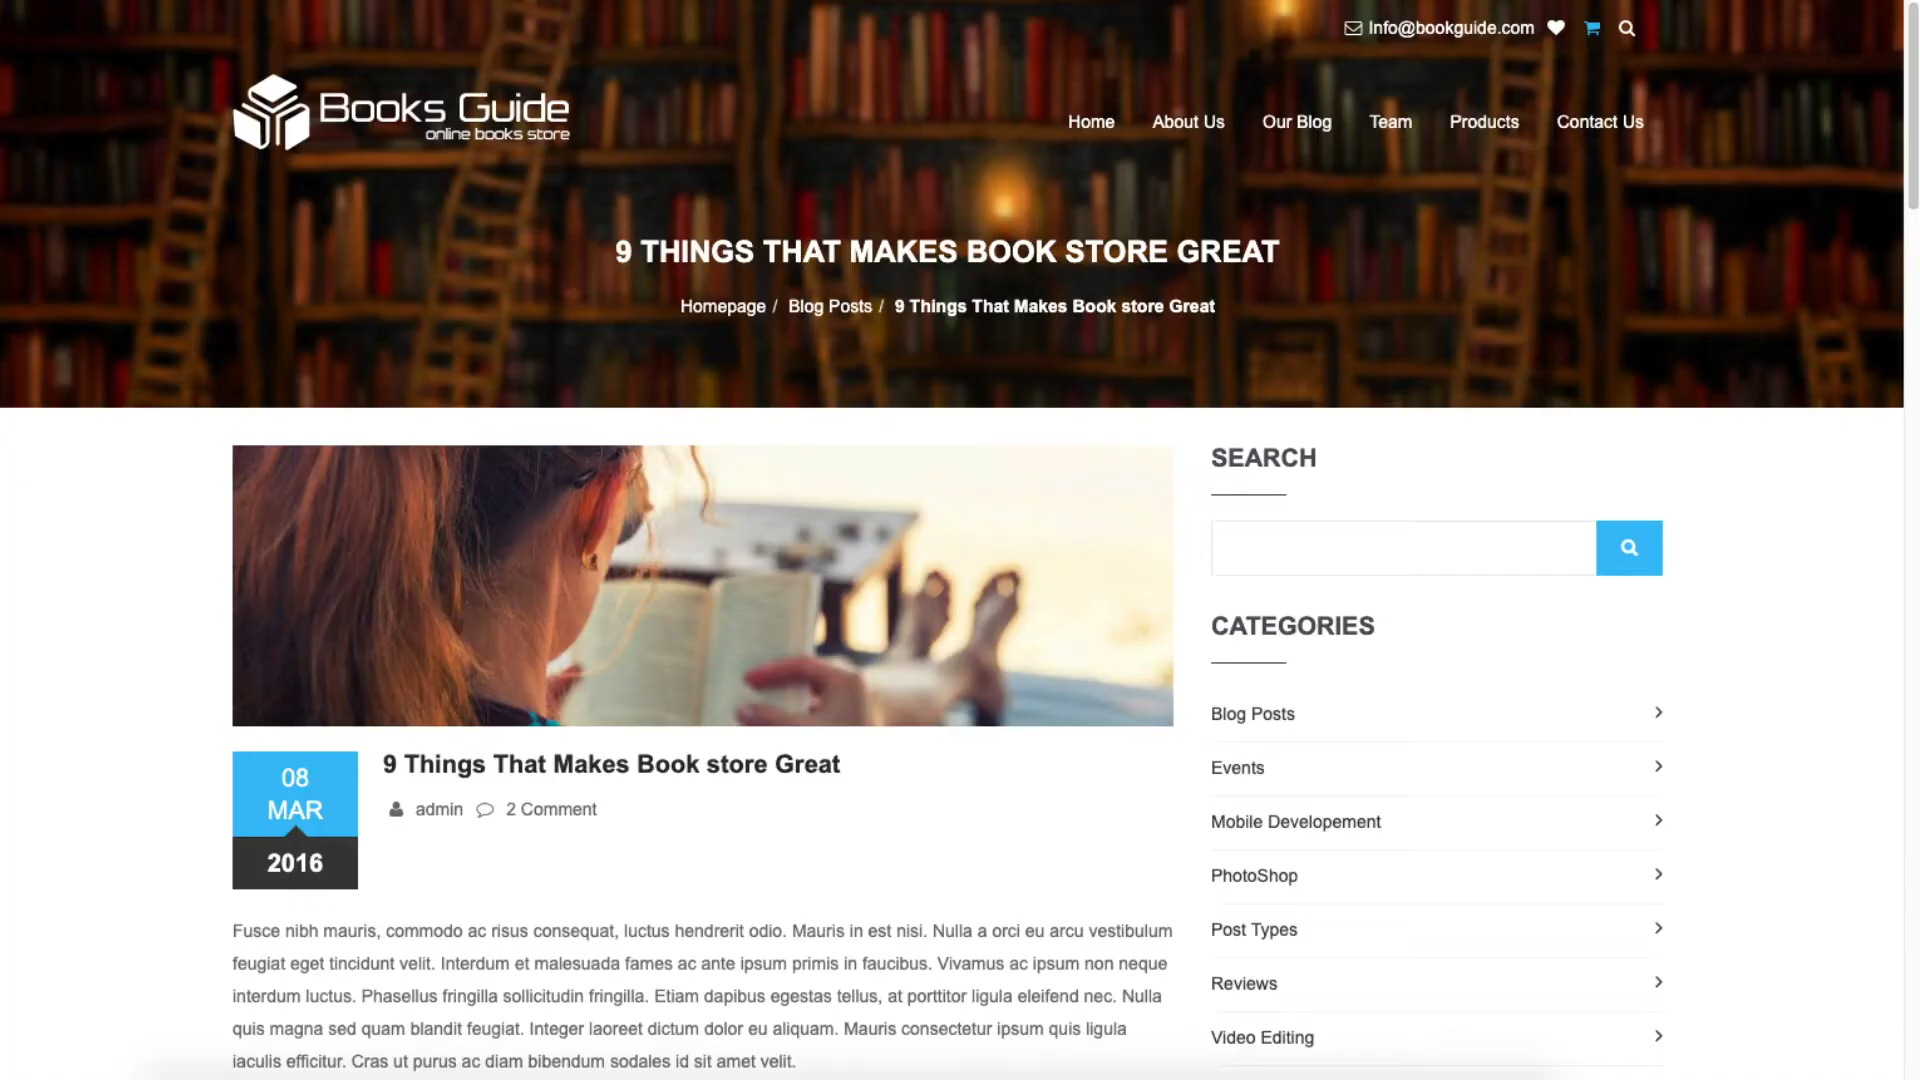 Info@bookguide.com
Books Guide
online books store
Home About Us Our Blog Team Products Contact Us
9 THINGS THAT MAKES BOOK STORE GREAT
Homepage / Blog Posts / 9 Things That Makes Book store Great
SEARCH
CATEGORIES
Blog Posts
Events
Mobile Developement
PhotoShop
Post Types
Reviews
Video Editing
08
MAR
2016
9 Things That Makes Book store Great
admin 2 Comment
Fusce nibh mauris, commodo ac risus consequat, luctus hendrerit odio. Mauris in est nisi. Nulla a orci eu arcu vestibulum
feugiat eget tincidunt velit. Interdum et malesuada fames ac ante ipsum primis in faucibus. Vivamus ac ipsum non neque
interdum luctus. Phasellus fringilla sollicitudin fringilla. Etiam dapibus egestas tellus, at porttitor ligula eleifend nec. Nulla
quis magna sed quam blandit feugiat. Integer laoreet dictum dolor eu aliquam. Mauris consectetur ipsum quis ligula
iaculis efficitur. Cras ut purus ac diam bibendum sodales id sit amet velit.